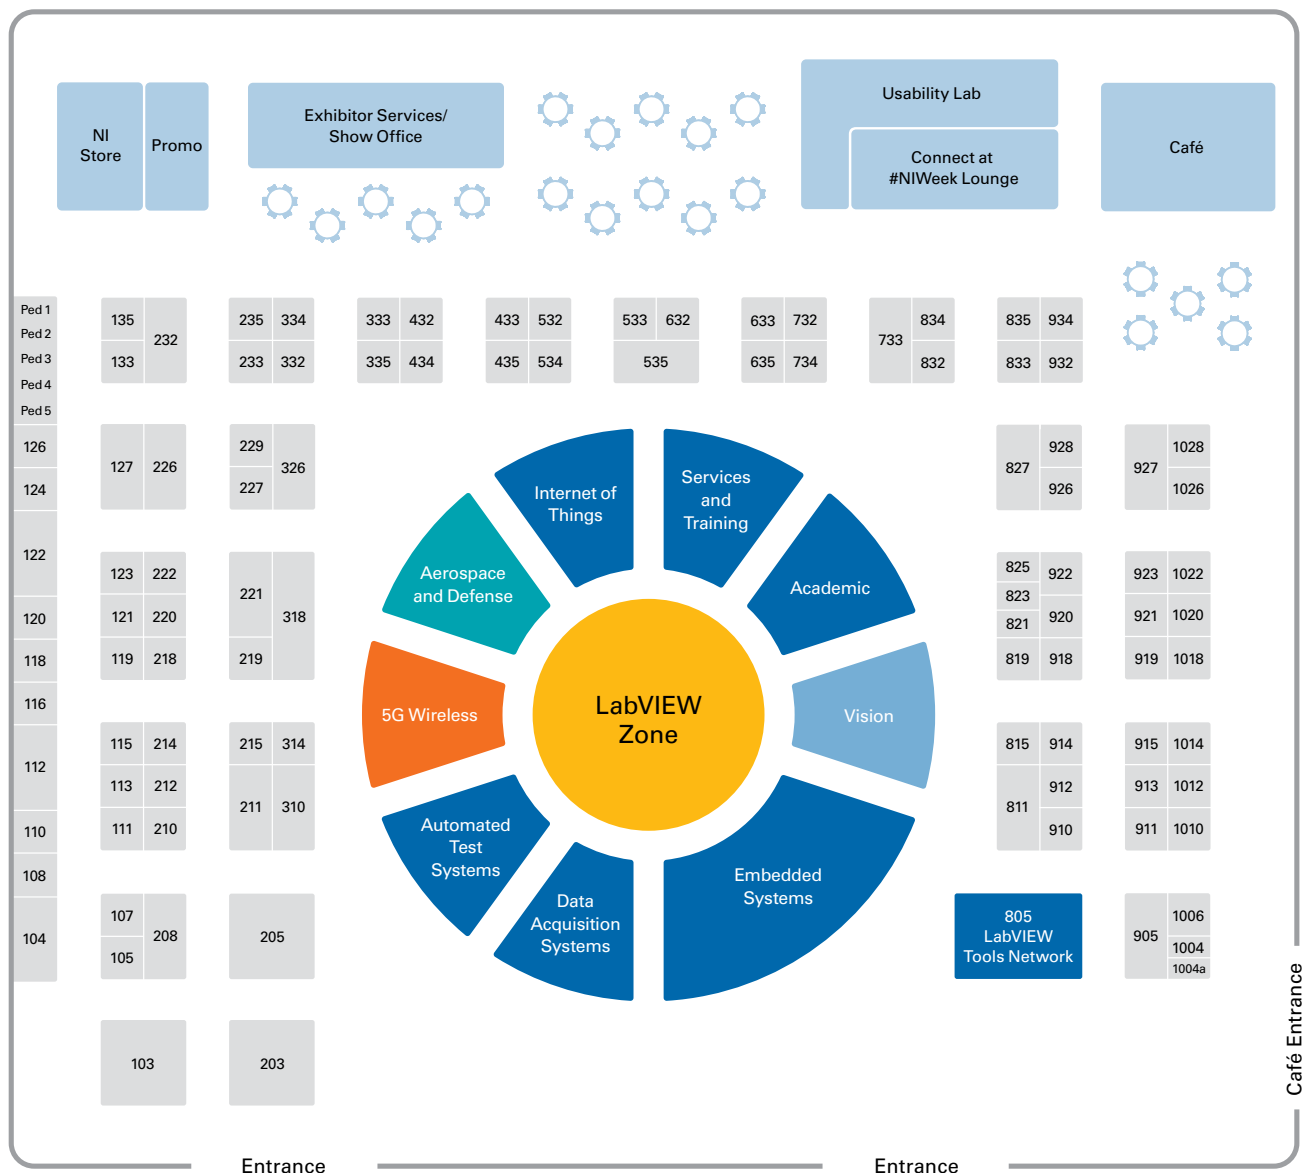 NI
Store
Promo
Exhibitor Services/
Show Office
Usability Lab
Connect at
#NIWeek Lounge
Café
Ped 1
Ped 2
Ped 3
Ped 4
Ped 5
126
124
122
120
118
116
112
110
108
104
135
133
232
235
334
233
332
333
432
335
434
433
532
435
534
533
632
535
633
732
635
734
733
834
832
835
934
833
932
127
226
229
227
326
827
928
926
927
1028
1026
123
222
121
220
119
218
221
219
318
825
823
821
819
922
920
918
923
1022
921
1020
919
1018
115
214
113
212
111
210
215
314
211
310
815
914
811
912
910
915
1014
913
1012
911
1010
107
105
208
205
805
LabVIEW
Tools Network
905
1006
1004
1004a
103
203
Internet of
Things
Services
and
Training
Aerospace
and Defense
Academic
5G Wireless
LabVIEW
Zone
Vision
Automated
Test
Systems
Data
Acquisition
Systems
Embedded
Systems
Café Entrance
Entrance
Entrance